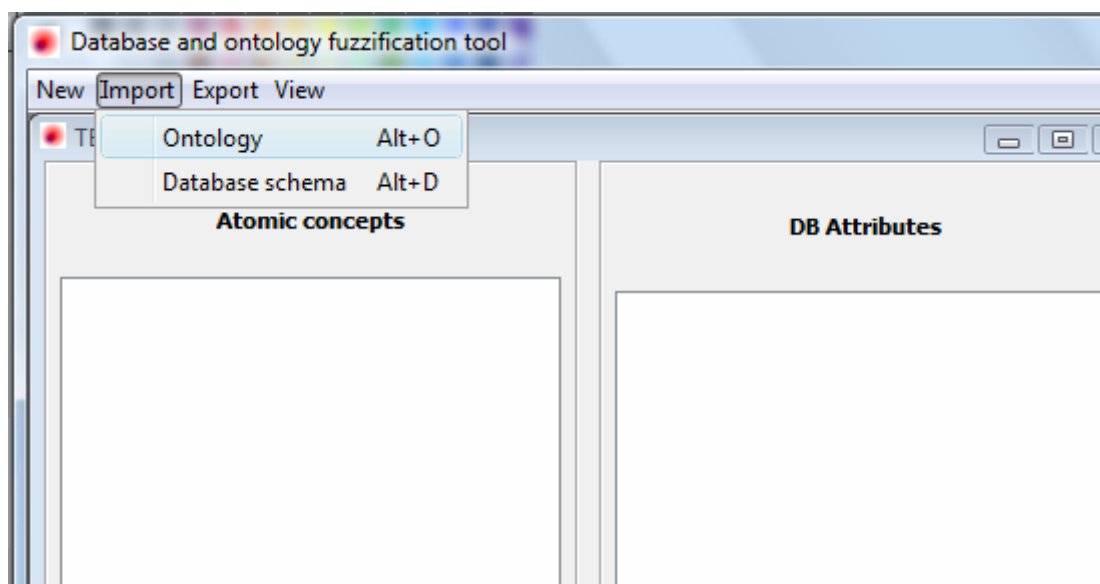 Database and ontology fuzzification tool
New Import Export View
Ontology Alt+O
Database schema Alt+D
Atomic concepts
DB Attributes